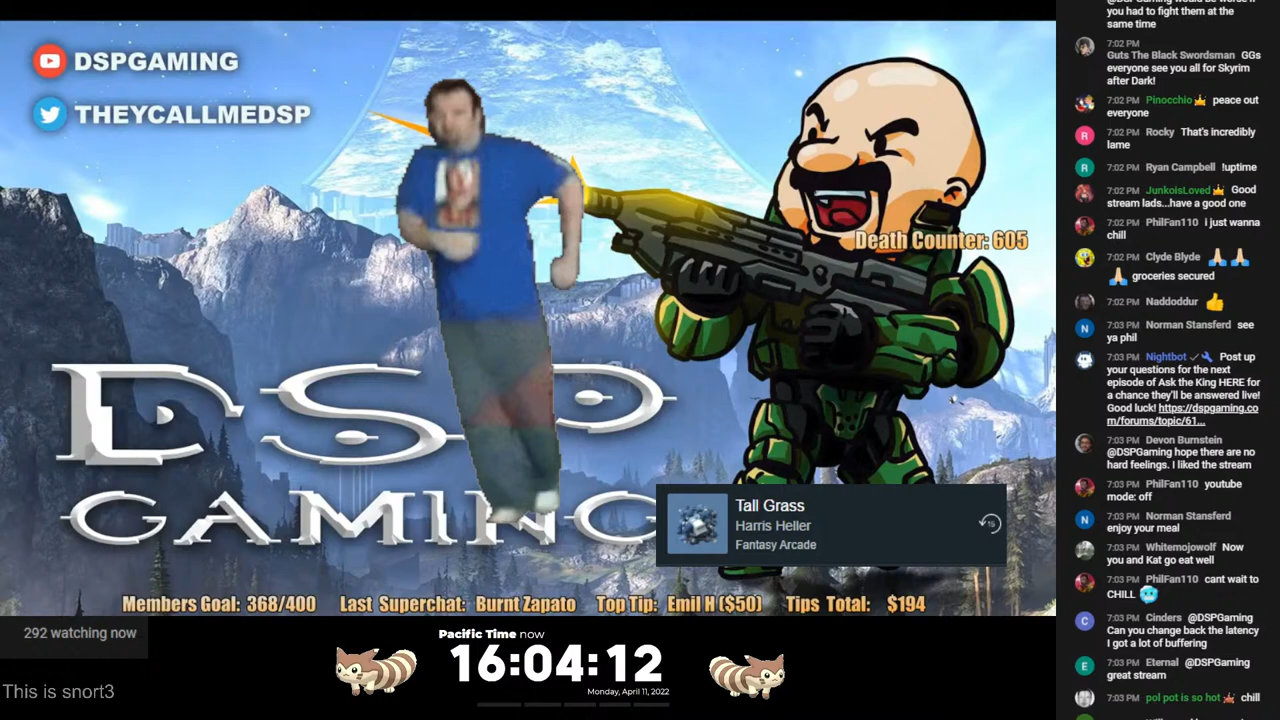 DSPGAMING
THEYCALLMEDSP
Death Counter: 605
DSP
GAMING
Tall Grass
Harris Heller
Fantasy Arcade
15
Members Goal: 368/400 Last Superchat: Burnt Zapato Top Tip: Emil H ($50) Tips Total: $194
292 watching now
Pacific Time now
16:04:12
Monday, April 11, 2022
This is snort3
you had to fight them at the
same time
7:02 PM
Guts The Black Swordsman GGs
everyone see you all for Skyrim
after Dark!
7:02 PM Pinocchio peace out
everyone
R
7:02 PM Rocky That's incredibly
lame
R
7:02 PM Ryan Campbell !uptime
7:02 PM JunkoisLoved Good
stream lads...have a good one
7:02 PM PhilFan110 i just wanna
chill
7:02 PM Clyde Blyde
groceries secured
7:02 PM Naddoddur
N
7:03 PM Norman Stansferd see
ya phil
7:03 PM Nightbot Post up
your questions for the next
episode of Ask the King HERE for
a chance they'll be answered live!
Good luck! https://dspgaming.co
m/forums/topic/61...
7:03 PM Devon Burnstein
@DSPGaming hope there are no
hard feelings. I liked the stream
7:03 PM PhilFan110 youtube
mode: off
N
7:03 PM Norman Stansferd
enjoy your meal
7:03 PM Whitemojowolf Now
you and Kat go eat well
7:03 PM PhilFan110 cant wait to
CHILL
C
7:03 PM Cinders @DSPGaming
Can you change back the latency
I got a lot of buffering
E
7:03 PM Eternal @DSPGaming
great stream
7:03 PM pol pot is so hot chill